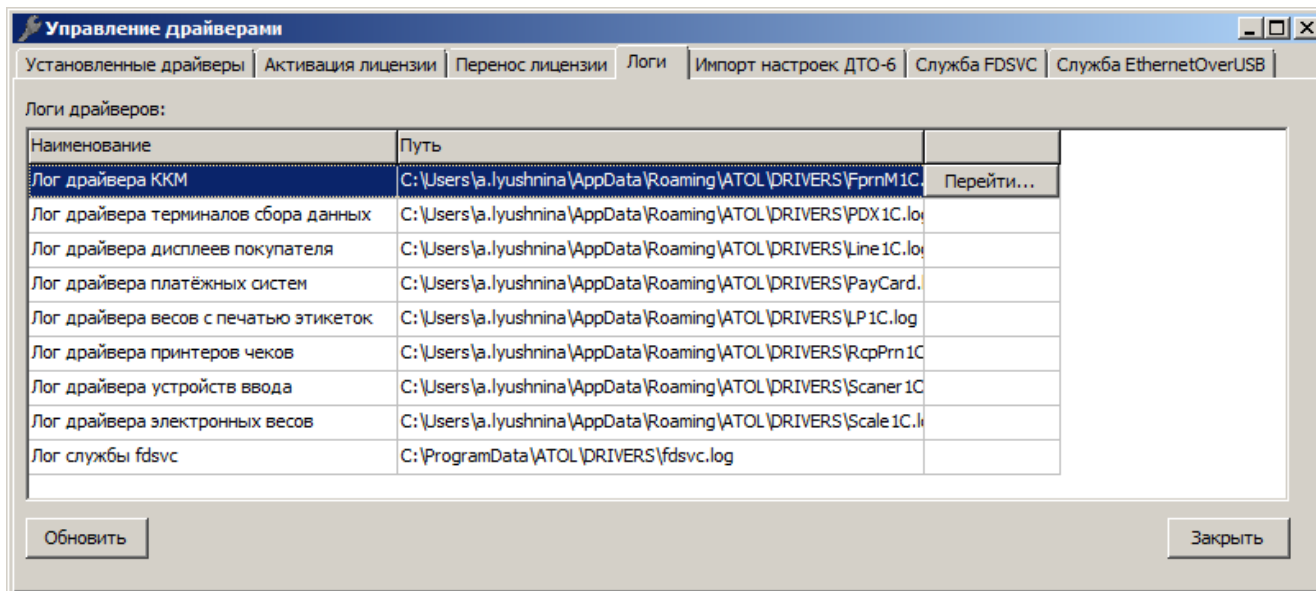 Управление драйверами
Установленные драйверы Активация лицензии Перенос лицензии Логи Импорт настроек ДТО-6 Служба FDSVC Служба EthernetOverUSB
Логи драйверов:
Наименование Путь
Лог драйвера ККМ C:\Users\a.lyushnina\AppData\Roaming\ATOL\DRIVERS\FprnM1C. Перейти...
Лог драйвера терминалов сбора данных C:\Users\a.lyushnina\AppData\Roaming\ATOL\DRIVERS\PDX1C.log
Лог драйвера дисплеев покупателя C:\Users\a.lyushnina\AppData\Roaming\ATOL\DRIVERS\Line1C.log
Лог драйвера платёжных систем C:\Users\a.lyushnina\AppData\Roaming\ATOL\DRIVERS\PayCard.
Лог драйвера весов с печатью этикеток C:\Users\a.lyushnina\AppData\Roaming\ATOL\DRIVERS\LP1C.log
Лог драйвера принтеров чеков C:\Users\a.lyushnina\AppData\Roaming\ATOL\DRIVERS\RcpPrn1C
Лог драйвера устройств ввода C:\Users\a.lyushnina\AppData\Roaming\ATOL\DRIVERS\Scaner1C
Лог драйвера электронных весов C:\Users\a.lyushnina\AppData\Roaming\ATOL\DRIVERS\Scale1C.l
Лог службы fdsvc C:\ProgramData\ATOL\DRIVERS\fdsvc.log
Обновить Закрыть